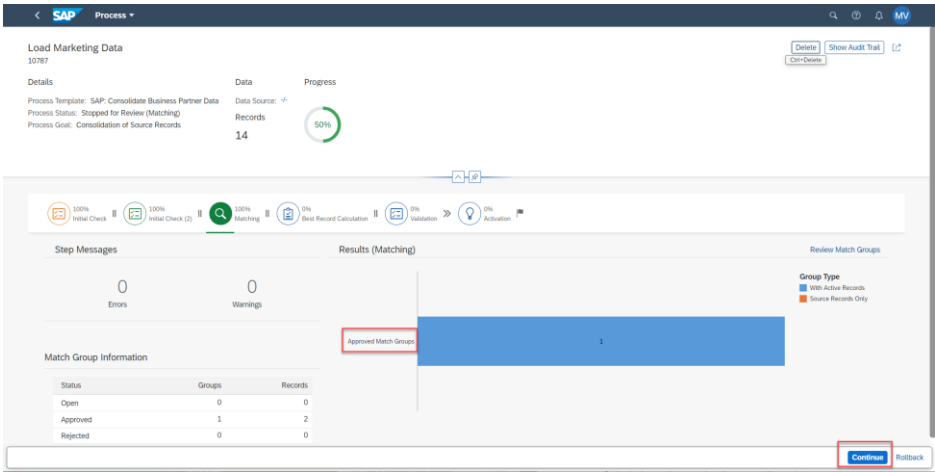 SAP Process
MV
Load Marketing Data
10787
Delete Show Audit Trail
Ctrl+Delete
Details Data Progress
Process Template: SAP: Consolidate Business Partner Data
Process Status: Stopped for Review (Matching)
Process Goal: Consolidation of Source Records
Data Source: -/-
Records
14
50%
100%
Initial Check
100%
Initial Check (2)
100%
Matching
0%
Best Record Calculation
0%
Validation
0%
Activation
Step Messages
0
Errors
0
Warnings
Match Group Information
Status Groups Records
Open 0 0
Approved 1 2
Rejected 0 0
Results (Matching)
Review Match Groups
Approved Match Groups
1
Group Type
With Active Records
Source Records Only
Continue Rollback